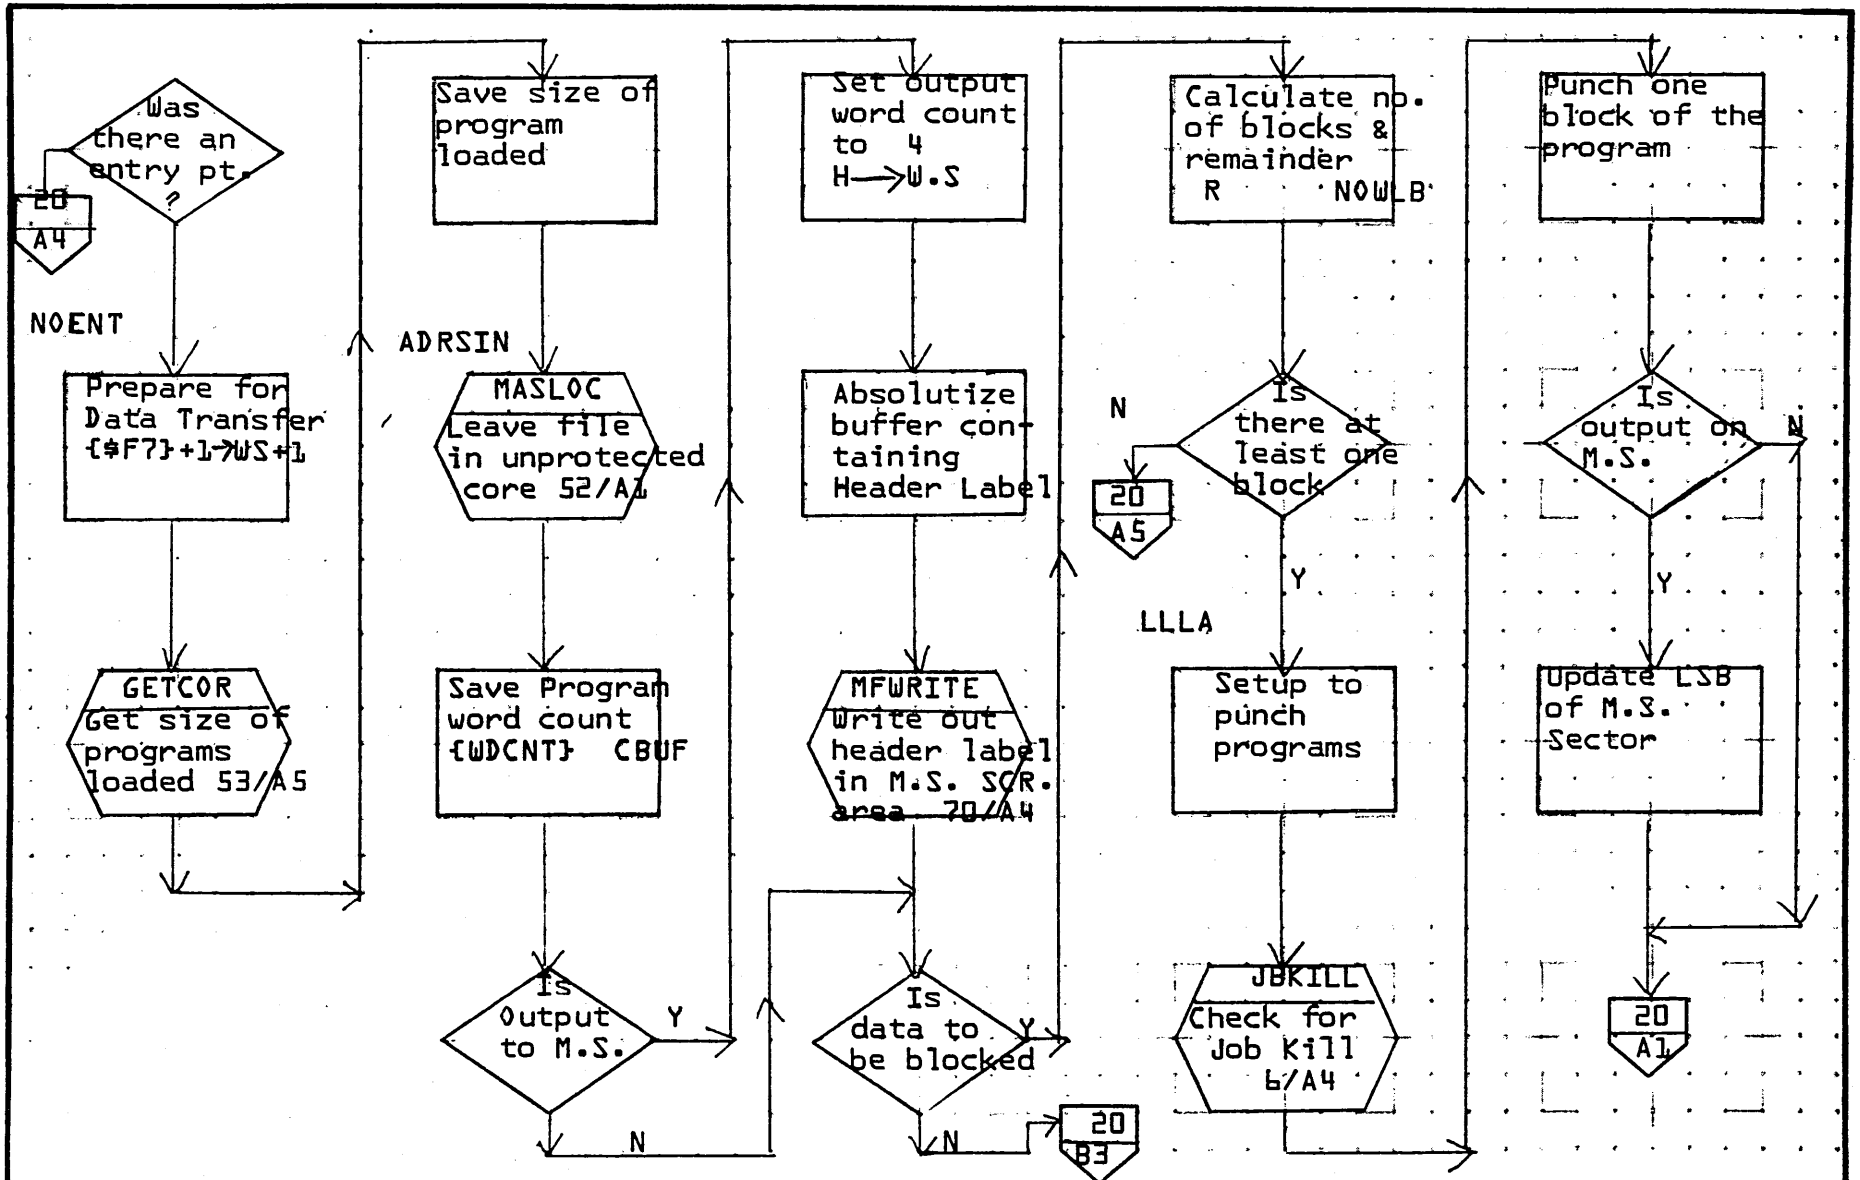 Was
there an
entry pt.
?
20
A4
NOENT
Prepare for
Data Transfer
{$F7}+1→WS+1
GETCOR
Get size of
programs
loaded 53/A5
Save size of
program
loaded
ADRSIN
MASLOC
Leave file
in unprotected
core 52/A1
Save Program
word count
{WDCNT} CBUF
Is
Output
to M.S.
Y
N
Set output
word count
to 4
H→W.S
Absolutize
buffer con-
taining
Header Label
MFWRITE
Write out
header label
in M.S. SCR.
area 70/A4
Is
data to
be blocked
Y
N
20
B3
Calculate no.
of blocks &
remainder
R NOWLB
Is
there at
least one
block
N
20
A5
Y
LLLA
Setup to
punch
programs
JBKILL
Check for
Job Kill
6/A4
Punch one
block of the
program
Is
output on
M.S.
N
Y
Update LSB
of M.S.
Sector
20
A1